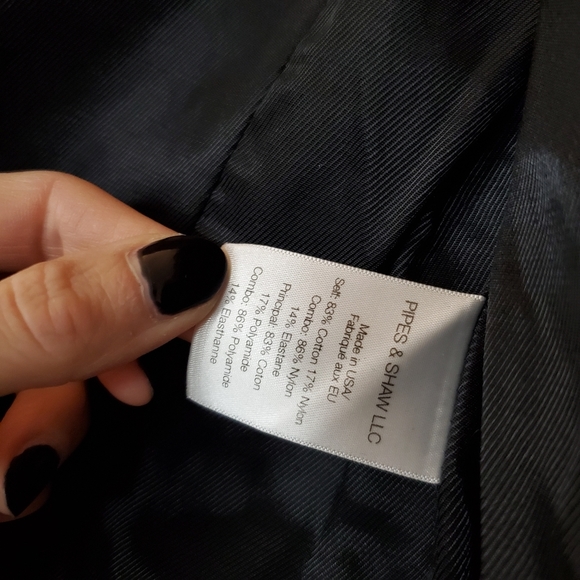 PIPES & SHAW LLC
Made in USA/
Fabriqué aux EU
Self: 83% Cotton 17% Nylon
Combo: 86% Nylon
14% Elastane
Principal: 83% Coton
17% Polyamide
Combo: 86% Polyamide
14% Elasthanne